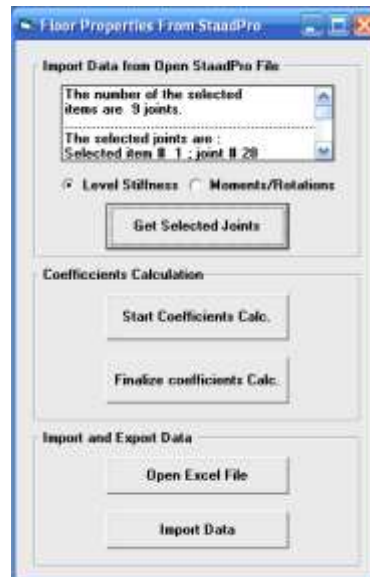 Floor Properties From StaadPro
Import Data from Open StaadPro File
The number of the selected
items are 9 joints.
The selected joints are :
Selected item # 1 ; joint # 28
Level Stiffness Moments/Rotations
Get Selected Joints
Coefficcients Calculation
Start Coefficients Calc.
Finalize coefficients Calc.
Import and Export Data
Open Excel File
Import Data